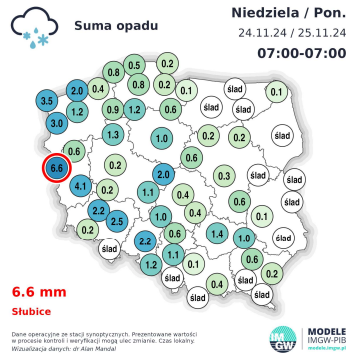 Suma opadu
Niedziela / Pon.
24.11.24 / 25.11.24
07:00-07:00
0.2
0.5
0.8
0.8
0.2
0.4
2.0
0.1
ślad
0.1
3.5
1.2
0.9
1.2
0.6
ślad
ślad
3.0
1.3
1.0
0.2
0.2
ślad
0.6
0.6
6.6
0.2
2.0
0.3
ślad
ślad
4.1
0.2
1.1
0.4
0.6
ślad
2.2
2.5
1.0
0.4
0.1
0.2
0.6
1.4
1.0
ślad
2.2
ślad
1.1
0.6
1.2
0.1
0.2
ślad
0.4
ślad
ślad
6.6 mm
Słubice
Dane operacyjne ze stacji synoptycznych. Prezentowane wartości
w procesie kontroli i weryfikacji mogą ulec zmianie. Czas lokalny.
Wizualizacja danych: dr Alan Mandal
IM
GW
MODELE
IMGW-PIB
modele.imgw.pl